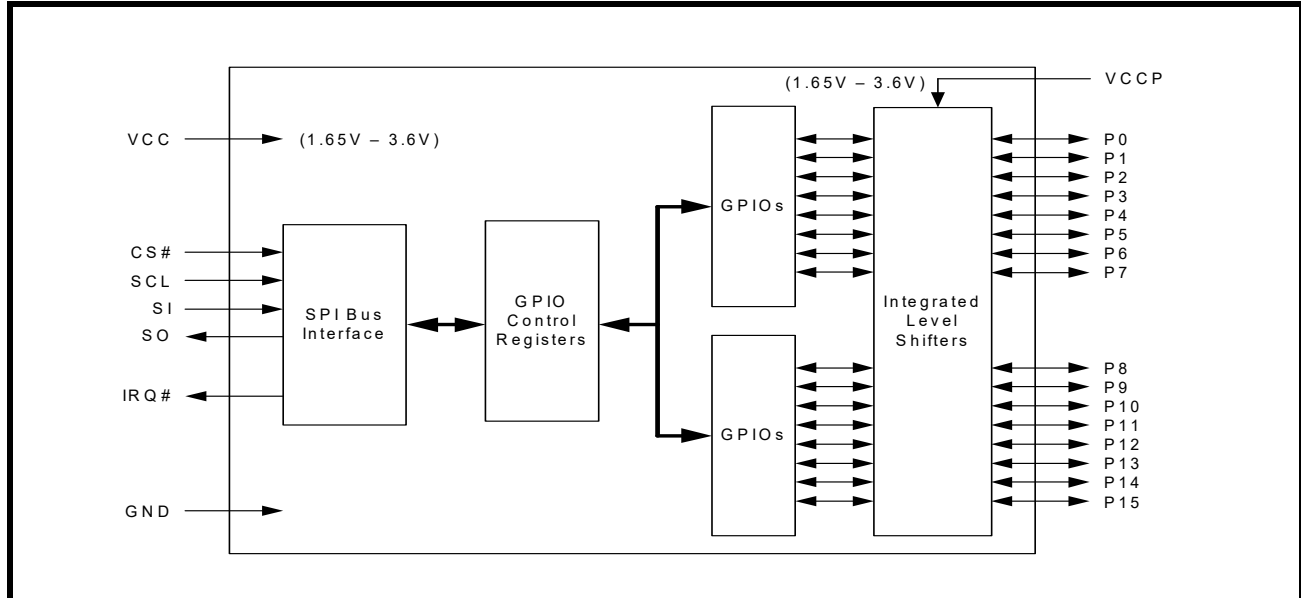 (1.65V – 3.6V)
VCCP
VCC
(1.65V – 3.6V)
CS#
SCL
SI
SO
IRQ#
GND
SPI Bus
Interface
GPIO
Control
Registers
GPIOs
GPIOs
Integrated
Level
Shifters
P0
P1
P2
P3
P4
P5
P6
P7
P8
P9
P10
P11
P12
P13
P14
P15